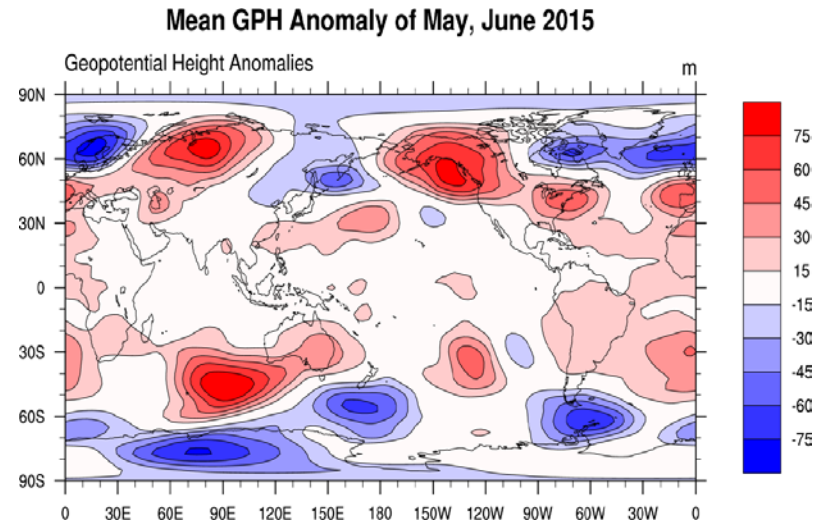 Mean GPH Anomaly of May, June 2015
Geopotential Height Anomalies
m
90N
60N
30N
0
30S
60S
90S
0 30E 60E 90E 120E 150E 180 150W 120W 90W 60W 30W 0
75
60
45
30
15
-15
-30
-45
-60
-75